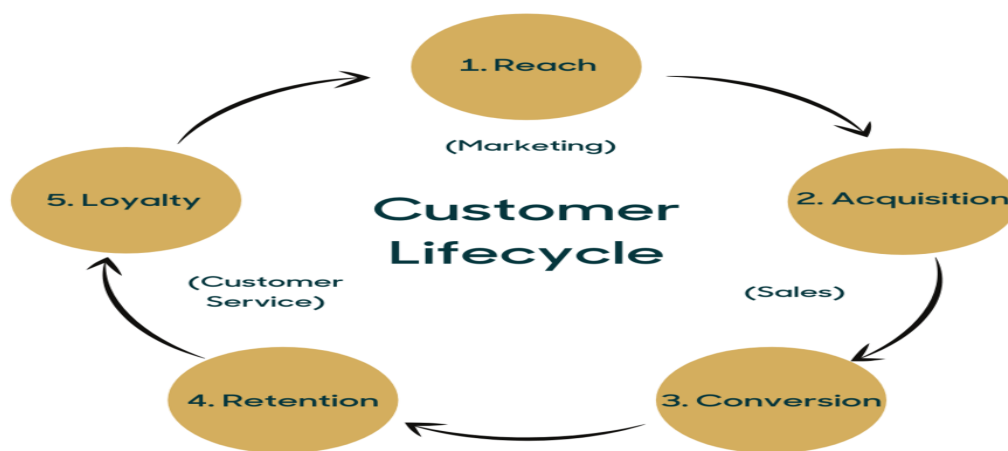 1. Reach
(Marketing)
2. Acquisition
5. Loyalty
Customer
Lifecycle
(Customer
Service)
(Sales)
4. Retention
3. Conversion